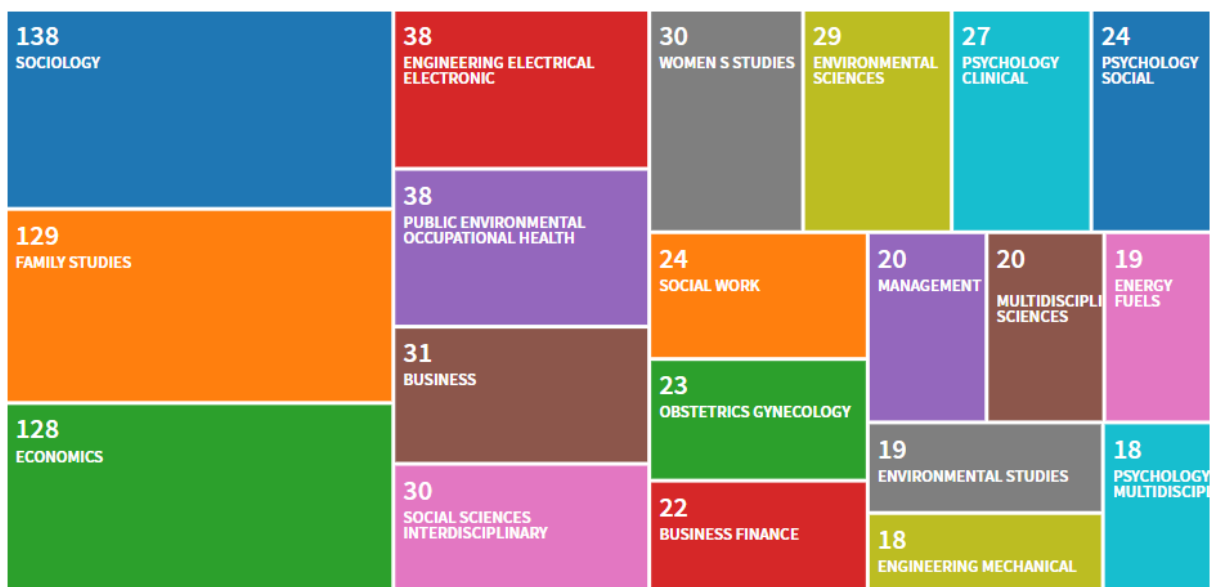 138
SOCIOLOGY
129
FAMILY STUDIES
128
ECONOMICS
38
ENGINEERING ELECTRICAL
ELECTRONIC
38
PUBLIC ENVIRONMENTAL
OCCUPATIONAL HEALTH
31
BUSINESS
30
SOCIAL SCIENCES
INTERDISCIPLINARY
30
WOMEN S STUDIES
29
ENVIRONMENTAL
SCIENCES
27
PSYCHOLOGY
CLINICAL
24
PSYCHOLOGY
SOCIAL
24
SOCIAL WORK
23
OBSTETRICS GYNECOLOGY
22
BUSINESS FINANCE
20
MANAGEMENT
20
MULTIDISCIPLI
SCIENCES
19
ENERGY
FUELS
19
ENVIRONMENTAL STUDIES
18
ENGINEERING MECHANICAL
18
PSYCHOLOGY
MULTIDISCIPI